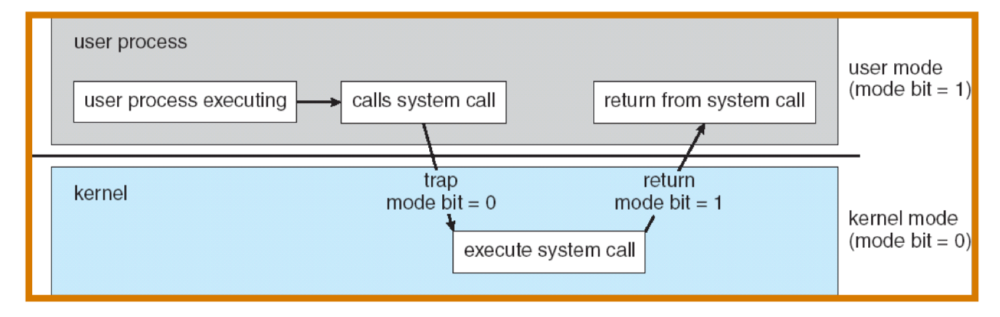 user process
user process executing
calls system call
return from system call
user mode
(mode bit = 1)
trap
mode bit = 0
return
mode bit = 1
kernel
execute system call
kernel mode
(mode bit = 0)